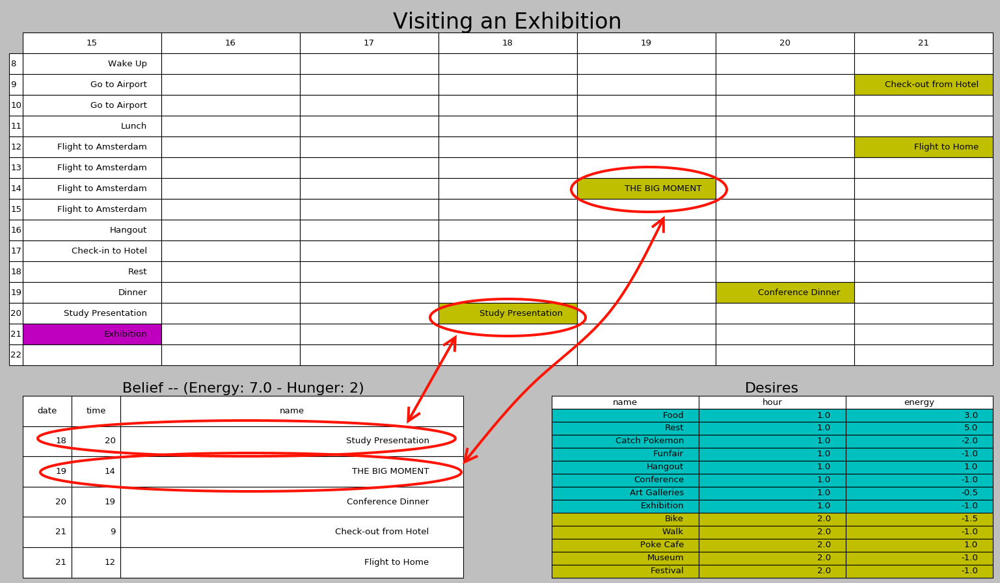 Visiting an Exhibition
15 16 17 18 19 20 21
8 Wake Up
9 Go to Airport Check-out from Hotel
10 Go to Airport
11 Lunch
12 Flight to Amsterdam Flight to Home
13 Flight to Amsterdam
14 Flight to Amsterdam THE BIG MOMENT
15 Flight to Amsterdam
16 Hangout
17 Check-in to Hotel
18 Rest
19 Dinner Conference Dinner
20 Study Presentation Study Presentation
21 Exhibition
22
Belief -- (Energy: 7.0 - Hunger: 2)
date time name
18 20 Study Presentation
19 14 THE BIG MOMENT
20 19 Conference Dinner
21 9 Check-out from Hotel
21 12 Flight to Home
Desires
name hour energy
Food 1.0 3.0
Rest 1.0 5.0
Catch Pokemon 1.0 -2.0
Funfair 1.0 -1.0
Hangout 1.0 1.0
Conference 1.0 -1.0
Art Galleries 1.0 -0.5
Exhibition 1.0 -1.0
Bike 2.0 -1.5
Walk 2.0 -1.0
Poke Cafe 2.0 1.0
Museum 2.0 -1.0
Festival 2.0 -1.0